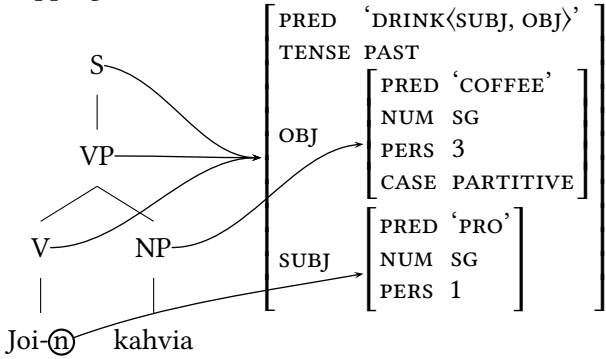 PRED ‘DRINK⟨SUBJ, OBJ⟩’
TENSE PAST
S
PRED ‘COFFEE’
NUM SG
OBJ
PERS 3
VP
CASE PARTITIVE
PRED ‘PRO’
V NP
SUBJ NUM SG
PERS 1
Joi-n kahvia